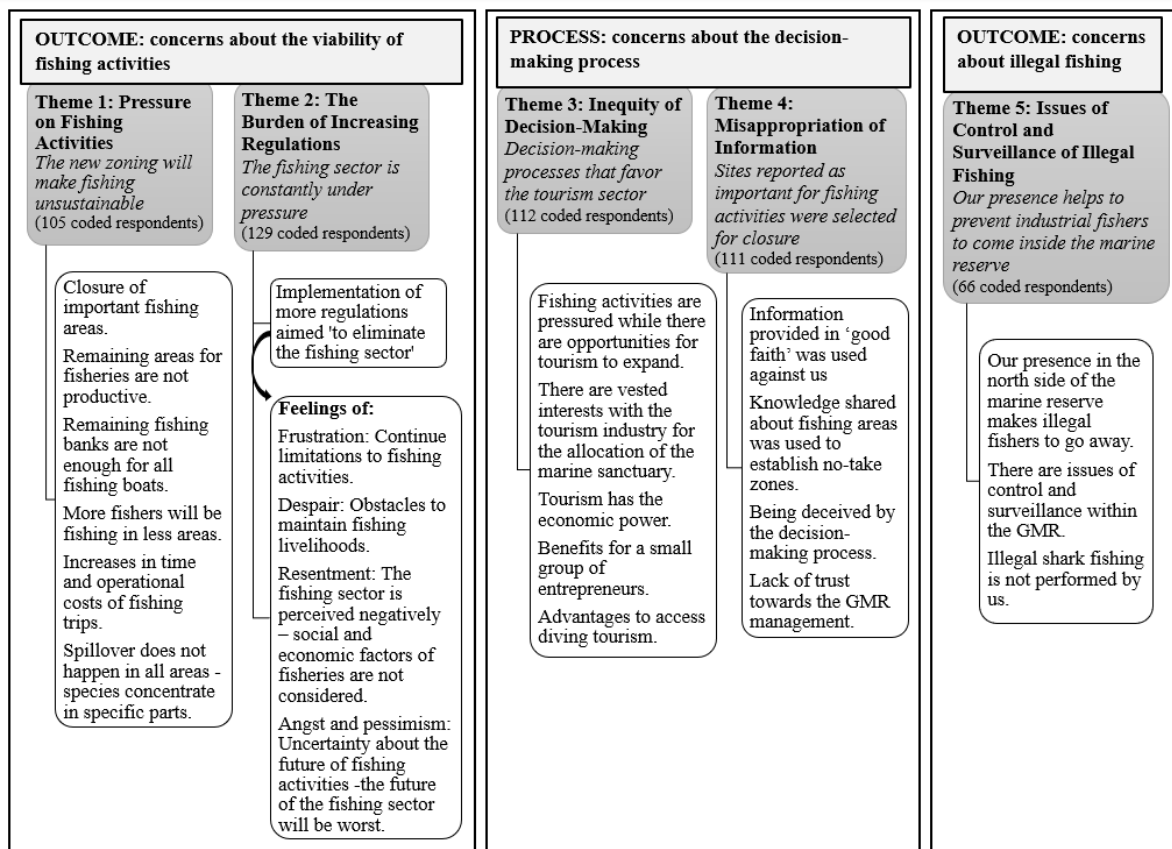 OUTCOME: concerns about the viability of
fishing activities
Theme 1: Pressure
on Fishing
Activities
The new zoning will
make fishing
unsustainable
(105 coded respondents)
Closure of
important fishing
areas.
Remaining areas for
fisheries are not
productive.
Remaining fishing
banks are not
enough for all
fishing boats.
More fishers will be
fishing in less areas.
Increases in time
and operational
costs of fishing
trips.
Spillover does not
happen in all areas -
species concentrate
in specific parts.
Theme 2: The
Burden of Increasing
Regulations
The fishing sector is
constantly under
pressure
(129 coded respondents)
Implementation of
more regulations
aimed 'to eliminate
the fishing sector'
Feelings of:
Frustration: Continue
limitations to fishing
activities.
Despair: Obstacles to
maintain fishing
livelihoods.
Resentment: The
fishing sector is
perceived negatively
– social and
economic factors of
fisheries are not
considered.
Angst and pessimism:
Uncertainty about the
future of fishing
activities -the future
of the fishing sector
will be worst.
PROCESS: concerns about the decision-
making process
Theme 3: Inequity of
Decision-Making
Decision-making
processes that favor
the tourism sector
(112 coded respondents)
Fishing activities are
pressured while there
are opportunities for
tourism to expand.
There are vested
interests with the
tourism industry for
the allocation of the
marine sanctuary.
Tourism has the
economic power.
Benefits for a small
group of
entrepreneurs.
Advantages to access
diving tourism.
Theme 4:
Misappropriation of
Information
Sites reported as
important for fishing
activities were selected
for closure
(111 coded respondents)
Information
provided in ‘good
faith’ was used
against us
Knowledge shared
about fishing areas
was used to
establish no-take
zones.
Being deceived by
the decision-
making process.
Lack of trust
towards the GMR
management.
OUTCOME: concerns
about illegal fishing
Theme 5: Issues of
Control and
Surveillance of Illegal
Fishing
Our presence helps to
prevent industrial fishers
to come inside the marine
reserve
(66 coded respondents)
Our presence in the
north side of the
marine reserve
makes illegal
fishers to go away.
There are issues of
control and
surveillance within
the GMR.
Illegal shark fishing
is not performed by
us.